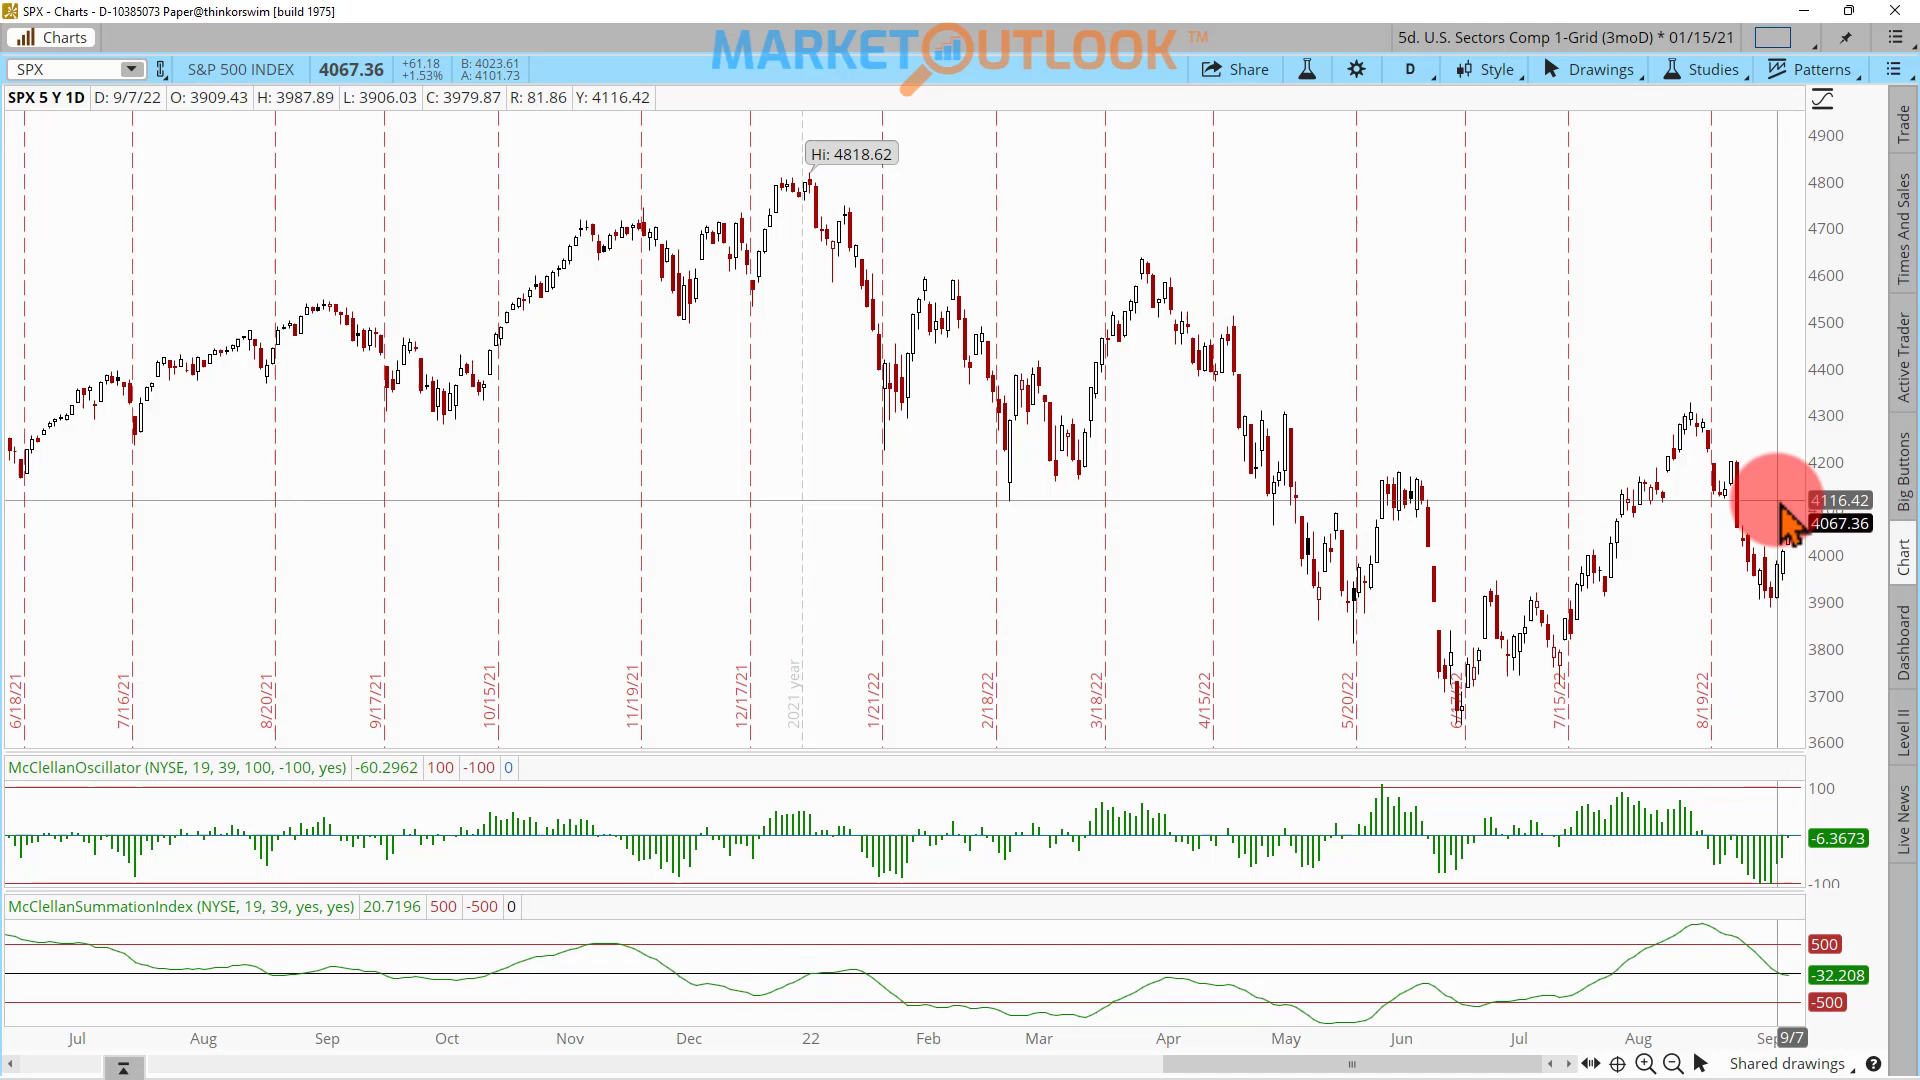 SPX - Charts - D-10385073 Paper@thinkorswim [build 1975]
Charts
MARKET OUTLOOK TM
5d. U.S. Sectors Comp 1-Grid (3moD) * 01/15/21
SPX S&P 500 INDEX 4067.36 +61.18 +1.53% B: 4023.61 A: 4101.73
Share D Style Drawings Studies Patterns
SPX 5 Y 1D D: 9/7/22 O: 3909.43 H: 3987.89 L: 3906.03 C: 3979.87 R: 81.86 Y: 4116.42
Hi: 4818.62
4900
4800
4700
4600
4500
4400
4300
4200
4116.42
4067.36
4000
3900
3800
3700
3600
6/18/21 7/16/21 8/20/21 9/17/21 10/15/21 11/19/21 12/17/21 2021 year 1/21/22 2/18/22 3/18/22 4/15/22 5/20/22 6/17/22 7/15/22 8/19/22
McClellanOscillator (NYSE, 19, 39, 100, -100, yes) -60.2962 100 -100 0
100
-6.3673
-100
McClellanSummationIndex (NYSE, 19, 39, yes, yes) 20.7196 500 -500 0
500
-32.208
-500
Jul Aug Sep Oct Nov Dec 22 Feb Mar Apr May Jun Jul Aug Sep 9/7
Shared drawings
Trade
Times And Sales
Active Trader
Big Buttons
Chart
Dashboard
Level II
Live News